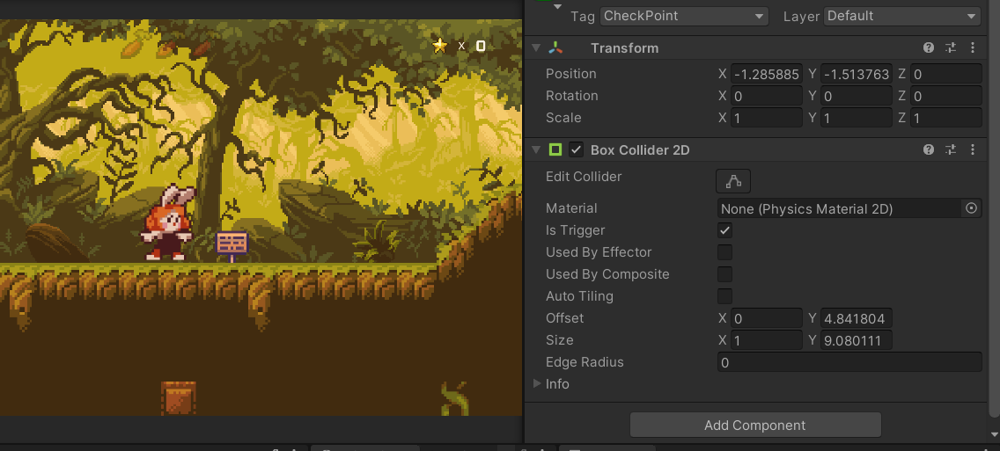 x 0
Tag CheckPoint Layer Default
Transform
Position X -1.285885 Y -1.513763 Z 0
Rotation X 0 Y 0 Z 0
Scale X 1 Y 1 Z 1
Box Collider 2D
Edit Collider
Material None (Physics Material 2D)
Is Trigger
Used By Effector
Used By Composite
Auto Tiling
Offset X 0 Y 4.841804
Size X 1 Y 9.080111
Edge Radius 0
Info
Add Component